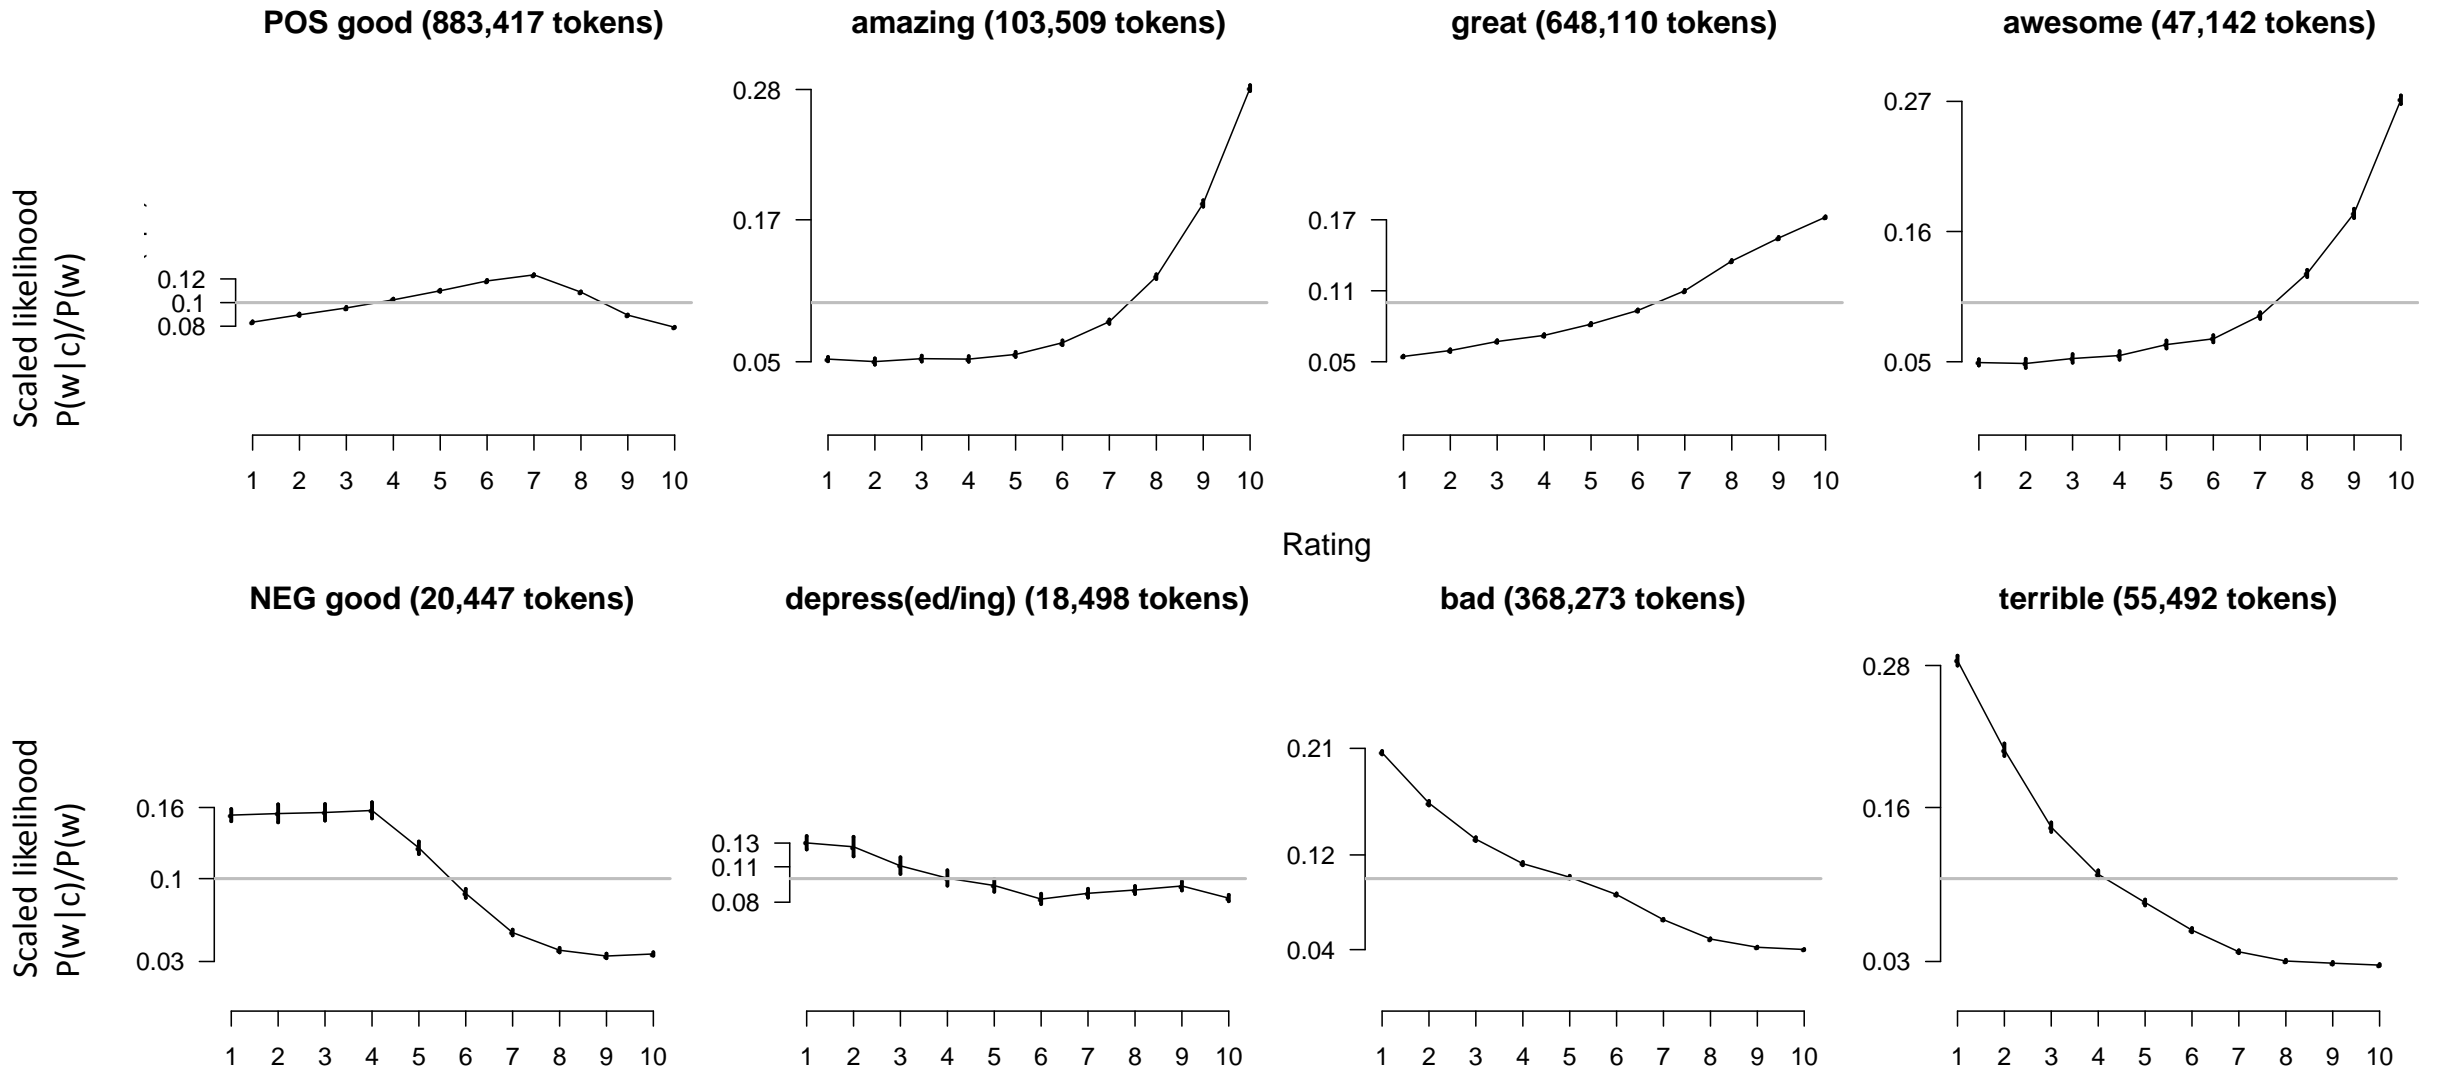 POS good (883,417 tokens)
amazing (103,509 tokens)
great (648,110 tokens)
awesome (47,142 tokens)
Scaled likelihood
P(w|c)/P(w)
0.12
0.1
0.08
1 2 3 4 5 6 7 8 9 10
0.28
0.17
0.05
1 2 3 4 5 6 7 8 9 10
0.17
0.11
0.05
1 2 3 4 5 6 7 8 9 10
0.27
0.16
0.05
1 2 3 4 5 6 7 8 9 10
Rating
NEG good (20,447 tokens)
depress(ed/ing) (18,498 tokens)
bad (368,273 tokens)
terrible (55,492 tokens)
Scaled likelihood
P(w|c)/P(w)
0.16
0.1
0.03
1 2 3 4 5 6 7 8 9 10
0.13
0.11
0.08
1 2 3 4 5 6 7 8 9 10
0.21
0.12
0.04
1 2 3 4 5 6 7 8 9 10
0.28
0.16
0.03
1 2 3 4 5 6 7 8 9 10